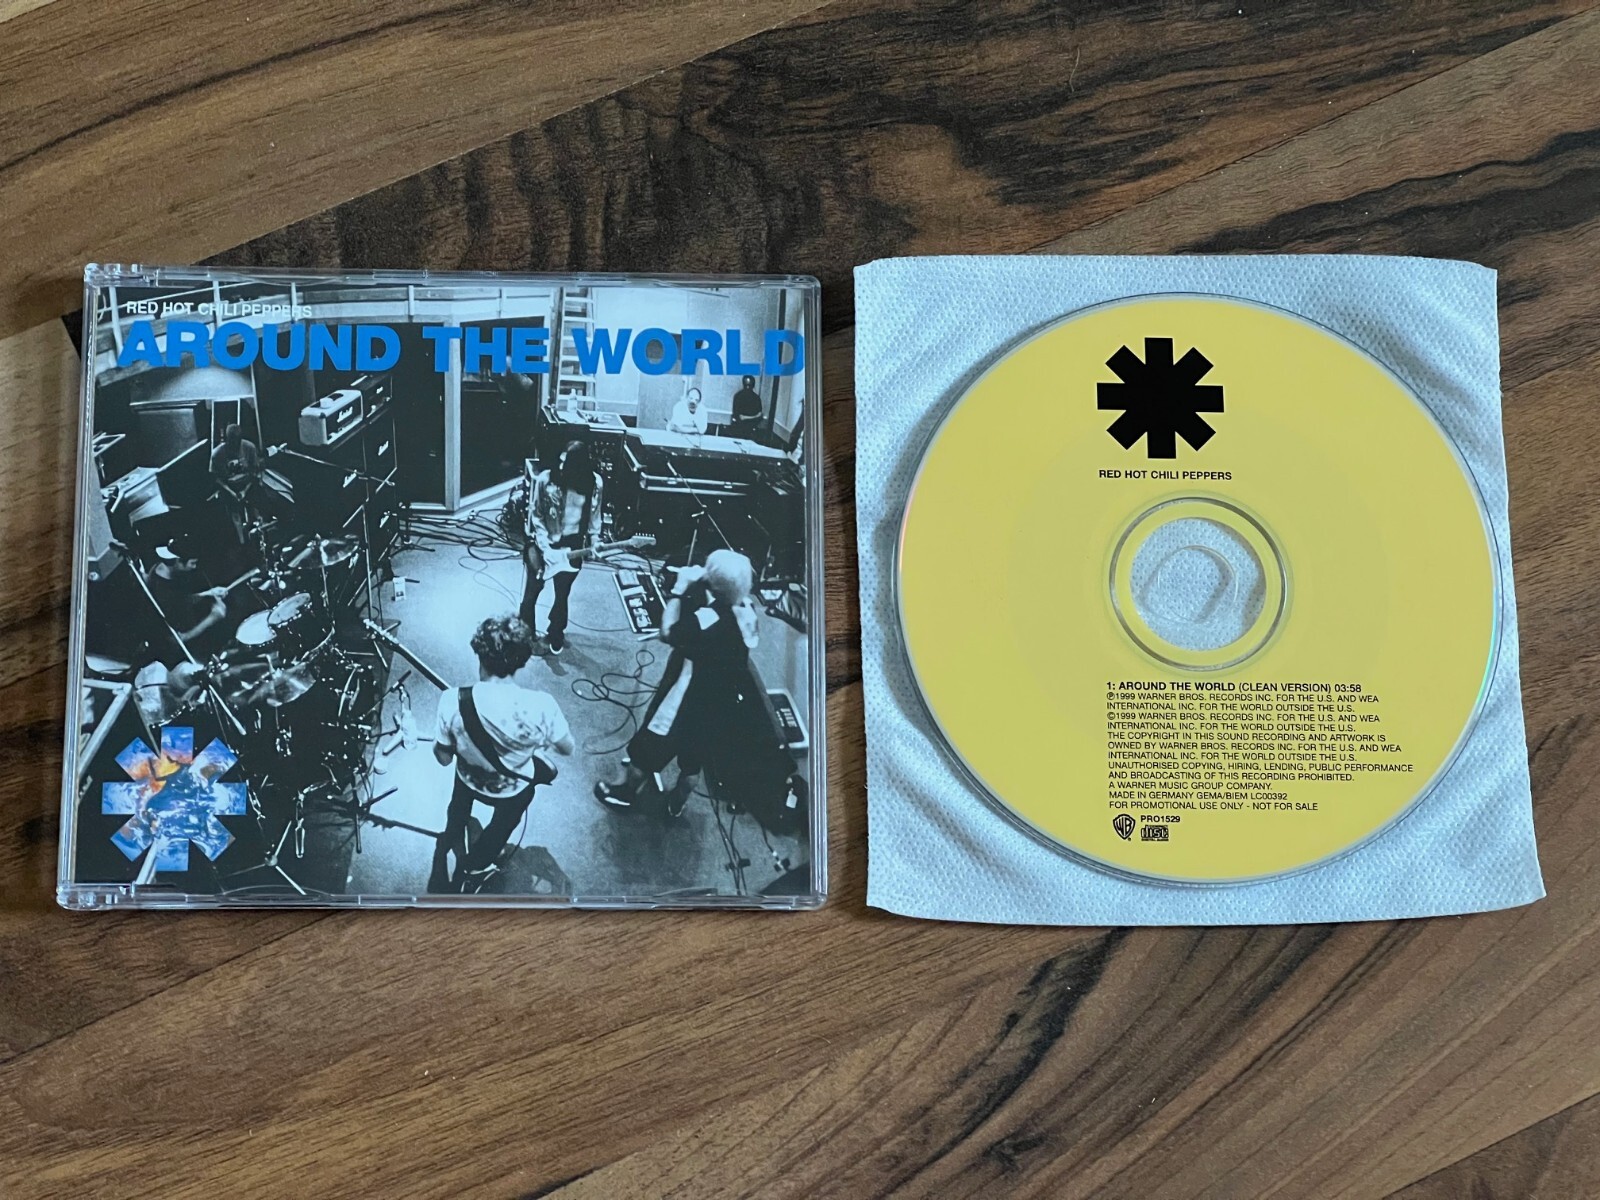 RED HOT CHILI PEPPERS
AROUND THE WORLD
Marshall
RED HOT CHILI PEPPERS
1: AROUND THE WORLD (CLEAN VERSION) 03:58
℗1999 WARNER BROS. RECORDS INC. FOR THE U.S. AND WEA
INTERNATIONAL INC. FOR THE WORLD OUTSIDE THE U.S.
©1999 WARNER BROS. RECORDS INC. FOR THE U.S. AND WEA
INTERNATIONAL INC. FOR THE WORLD OUTSIDE THE U.S.
THE COPYRIGHT IN THIS SOUND RECORDING AND ARTWORK IS
OWNED BY WARNER BROS. RECORDS INC. FOR THE U.S. AND WEA
INTERNATIONAL INC. FOR THE WORLD OUTSIDE THE U.S.
UNAUTHORISED COPYING, HIRING, LENDING, PUBLIC PERFORMANCE
AND BROADCASTING OF THIS RECORDING PROHIBITED.
A WARNER MUSIC GROUP COMPANY.
MADE IN GERMANY GEMA/BIEM LC00392
FOR PROMOTIONAL USE ONLY - NOT FOR SALE
PRO1529
WB
disc